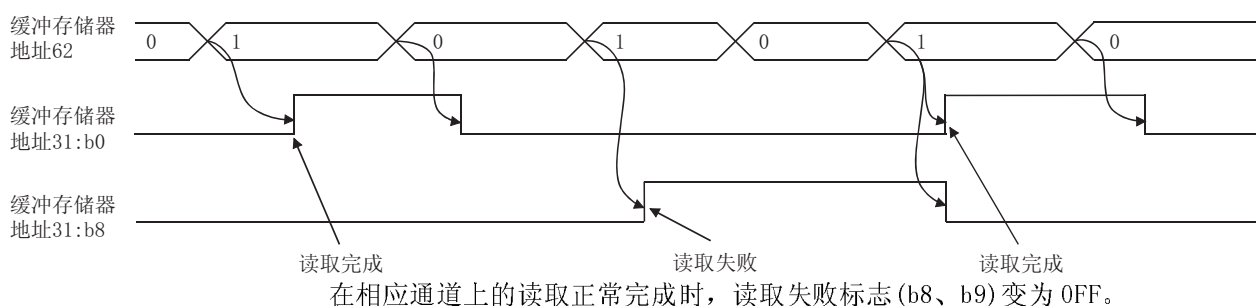 缓冲存储器
地址62
0 1 0 1 0 1 0
缓冲存储器
地址31:b0
缓冲存储器
地址31:b8
读取完成 读取失败 读取完成
在相应通道上的读取正常完成时，读取失败标志(b8、b9)变为 OFF。